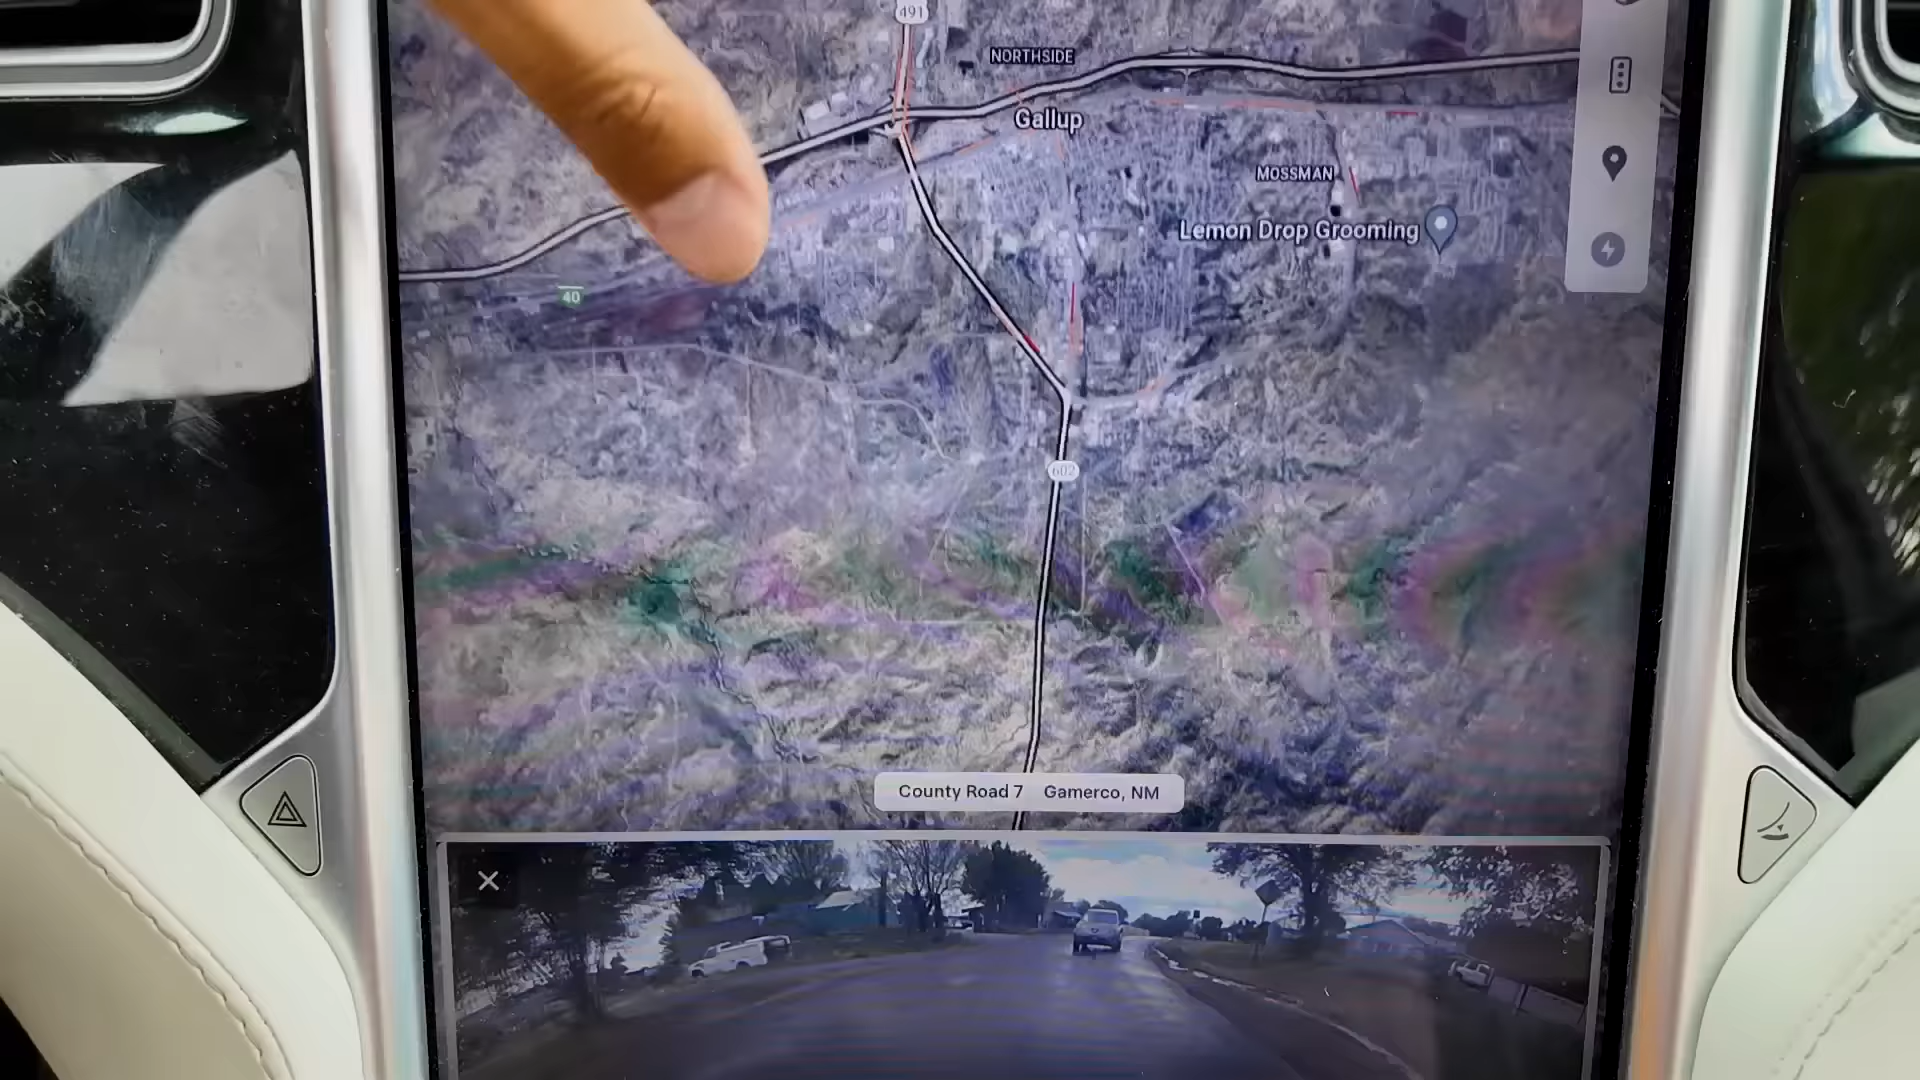 491
NORTHSIDE
Gallup
MOSSMAN
Lemon Drop Grooming
40
602
County Road 7 Gamerco, NM